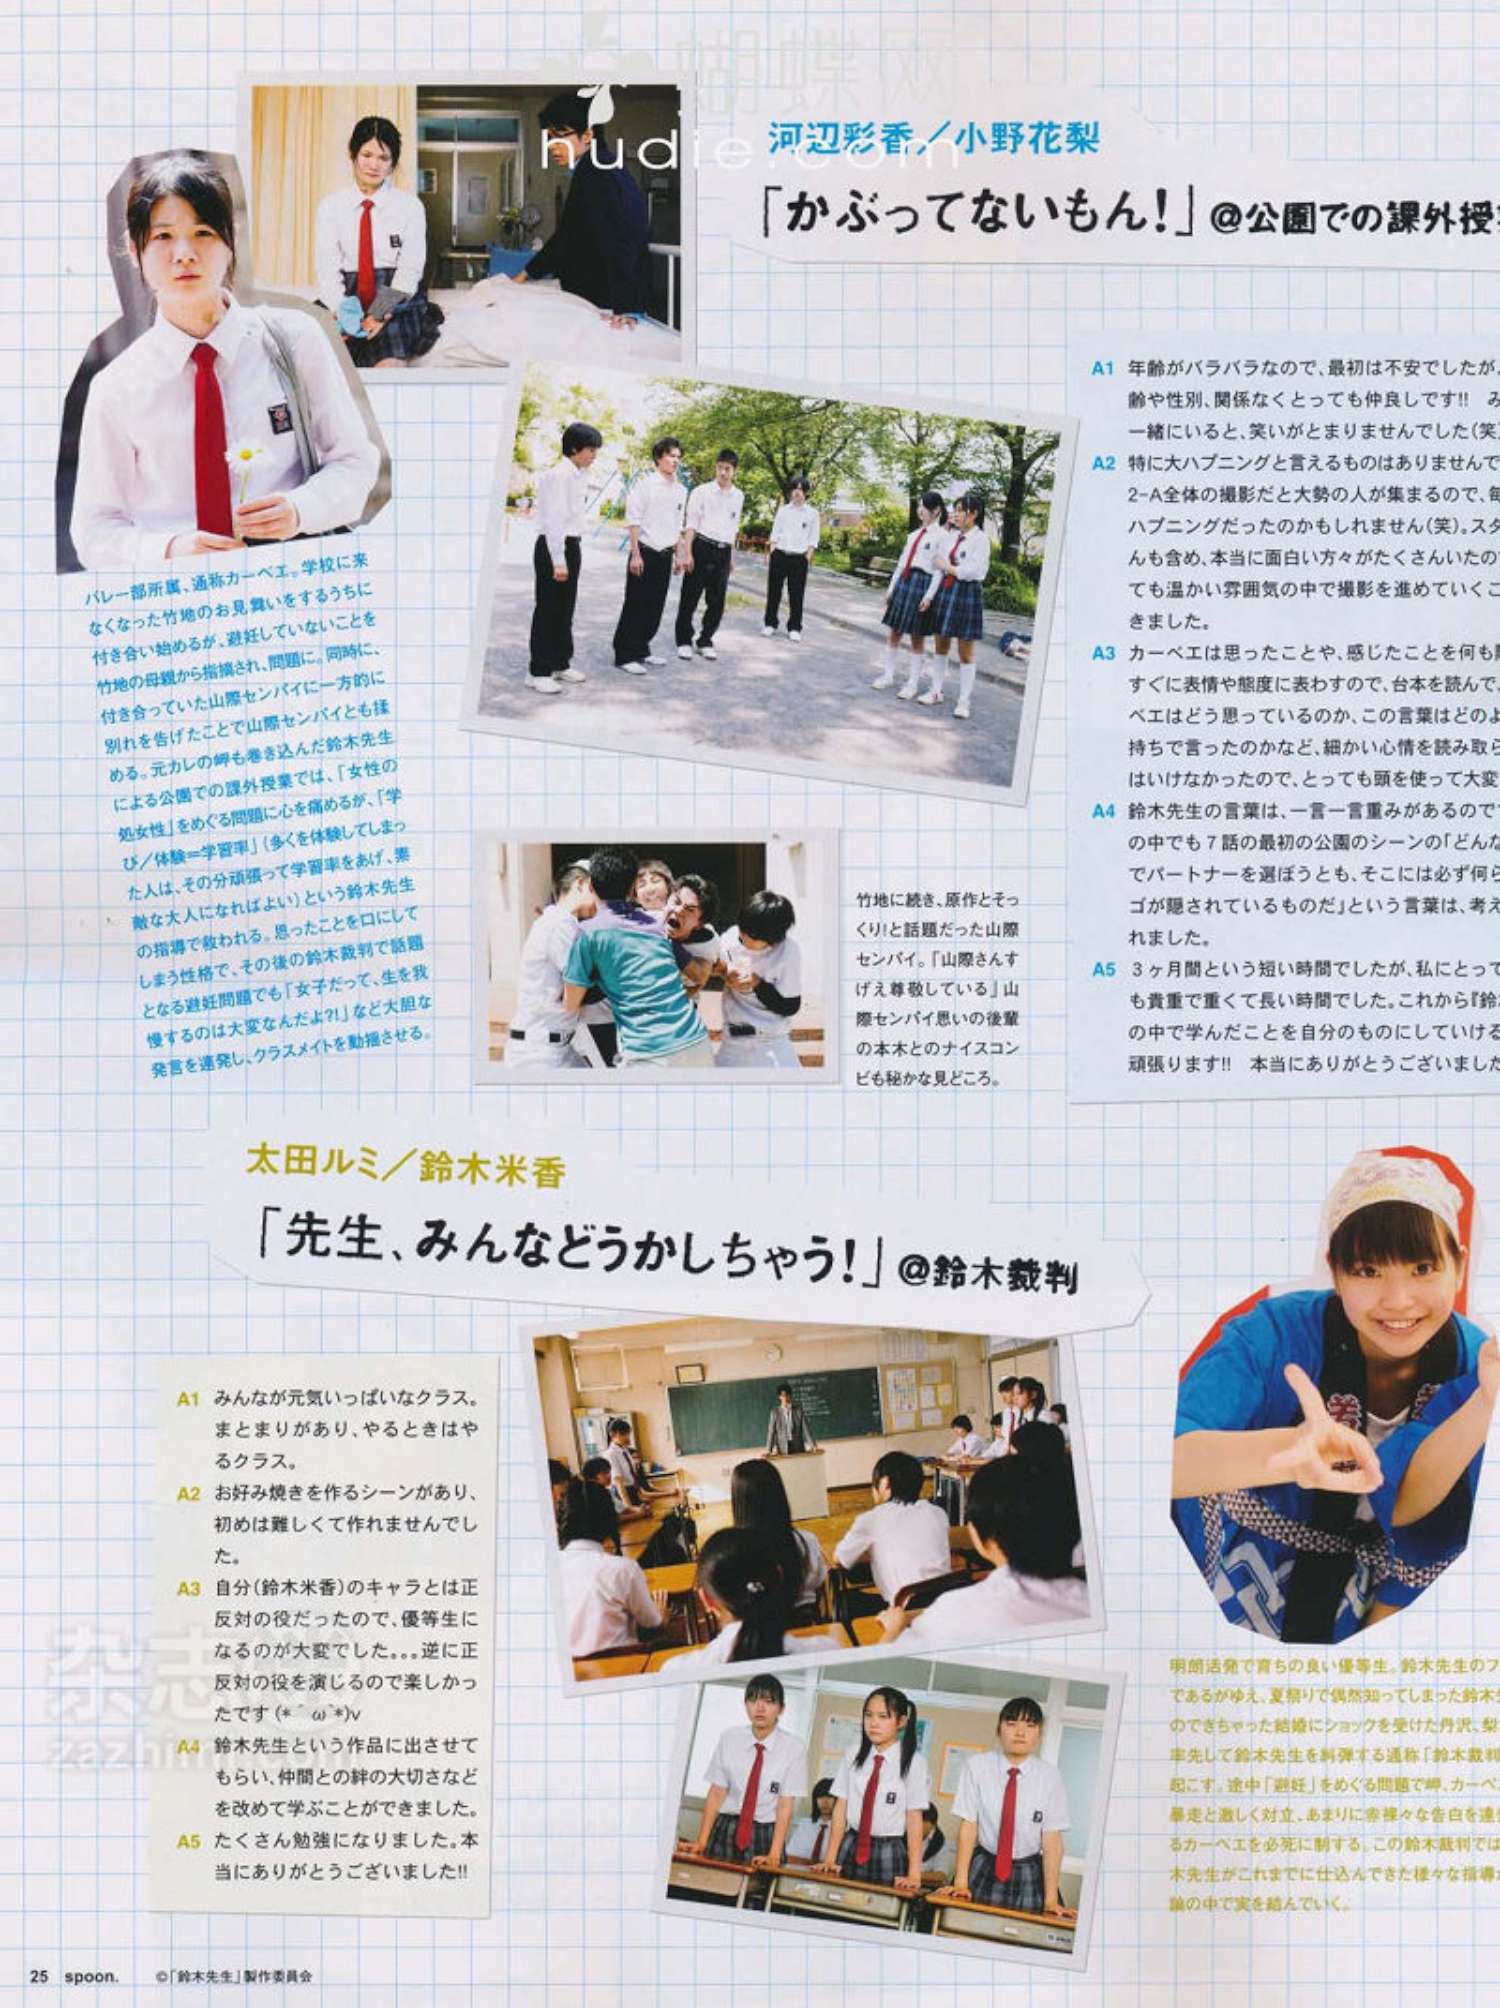 蝴蝶网
hudie.com
河辺彩香／小野花梨
「かぶってないもん！」＠公園での課外授
A1 年齢がバラバラなので、最初は不安でしたが、
齢や性別、関係なくとっても仲良しです!! み
一緒にいると、笑いがとまりませんでした（笑）
A2 特に大ハプニングと言えるものはありませんで
2-A全体の撮影だと大勢の人が集まるので、毎
ハプニングだったのかもしれません（笑）。スタ
んも含め、本当に面白い方々がたくさんいたの
ても温かい雰囲気の中で撮影を進めていくこ
きました。
A3 カーベエは思ったことや、感じたことを何も
すぐに表情や態度に表わすので、台本を読んで、
ベエはどう思っているのか、この言葉はどのよ
持ちで言ったのかなど、細かい心情を読み取ら
はいけなかったので、とっても頭を使って大変
A4 鈴木先生の言葉は、一言一言重みがあるので
の中でも７話の最初の公園のシーンの「どんな
でパートナーを選ぼうとも、そこには必ず何ら
ゴが隠されているものだ」という言葉は、考え
れました。
A5 ３ヶ月間という短い時間でしたが、私にとって
も貴重で重くて長い時間でした。これから『鈴
の中で学んだことを自分のものにしていける
頑張ります!! 本当にありがとうございました
バレー部所属、通称カーベエ。学校に来
なくなった竹地のお見舞いをするうちに
付き合い始めるが、避妊していないことを
竹地の母親から指摘され、問題に。同時に、
付き合っていた山際センパイに一方的に
別れを告げたことで山際センパイとも揉
める。元カレの岬も巻き込んだ鈴木先生
による公園での課外授業では、「女性の
処女性」をめぐる問題に心を痛めるが、「学
び／体験＝学習率」（多くを体験してしまっ
た人は、その分頑張って学習率をあげ、素
敵な大人になればよい）という鈴木先生
の指導で救われる。思ったことを口にして
しまう性格で、その後の鈴木裁判で話題
となる避妊問題でも「女子だって、生を我
慢するのは大変なんだよ?!」など大胆な
発言を連発し、クラスメイトを動揺させる。
竹地に続き、原作とそっ
くり!と話題だった山際
センパイ。「山際さんす
げえ尊敬している」山
際センパイ思いの後輩
の本木とのナイスコン
ビも秘かな見どころ。
太田ルミ／鈴木米香
「先生、みんなどうかしちゃう！」＠鈴木裁判
A1 みんなが元気いっぱいなクラス。
まとまりがあり、やるときはや
るクラス。
A2 お好み焼きを作るシーンがあり、
初めは難しくて作れませんでし
た。
A3 自分（鈴木米香）のキャラとは正
反対の役だったので、優等生に
なるのが大変でした。。。逆に正
反対の役を演じるので楽しかっ
たです (*´ω`*)v
A4 鈴木先生という作品に出させて
もらい、仲間との絆の大切さなど
を改めて学ぶことができました。
A5 たくさん勉強になりました。本
当にありがとうございました!!
明朗活発で育ちの良い優等生。鈴木先生のフ
であるがゆえ、夏祭りで偶然知ってしまった鈴木
のできちゃった結婚にショックを受けた丹沢、梨
率先して鈴木先生を糾弾する通称「鈴木裁判
起こす。途中「避妊」をめぐる問題で岬、カーベ
暴走と激しく対立、あまりに赤裸々な告白を連
るカーベエを必死に制する。この鈴木裁判では
木先生がこれまでに仕込んできた様々な指導
論の中で実を結んでいく。
25 spoon. ©「鈴木先生」製作委員会